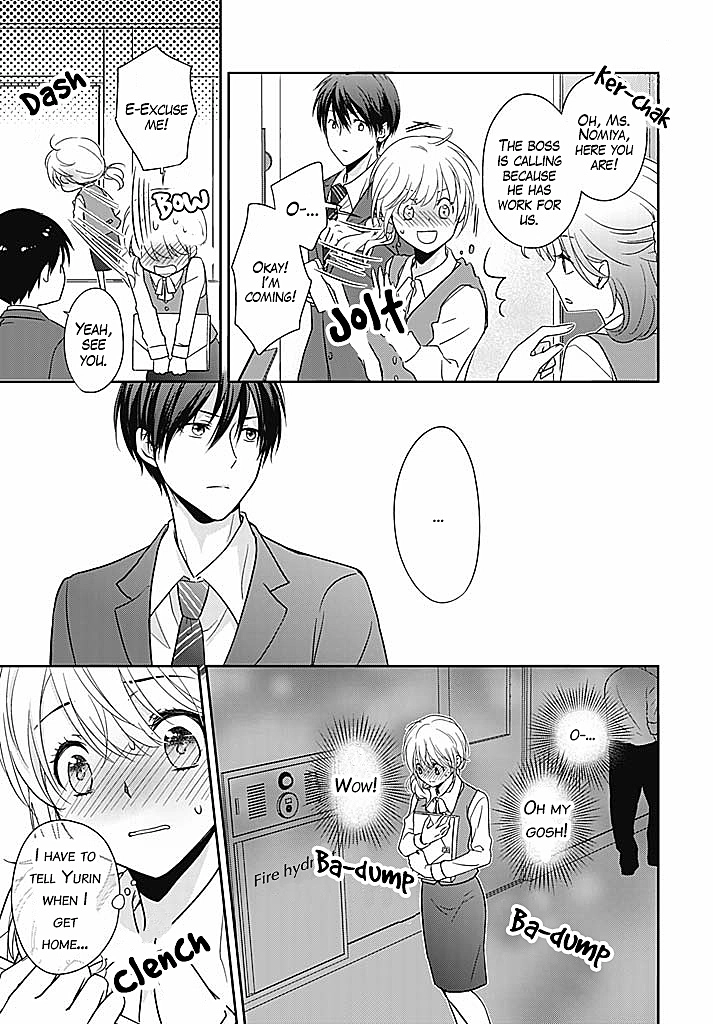 Ker-chak
Oh, Ms.
Nomiya,
here you
are!
The boss
is calling
because
he has
work for
us.
O-...
Okay!
I'm
coming!
Jolt
E-Excuse
me!
Dash
Bow
Yeah,
see
you.
...
O-...
Oh my
gosh!
Wow!
Ba-dump
Ba-dump
Fire hydr
I have to
tell Yurin
when I
get
home...
Clench